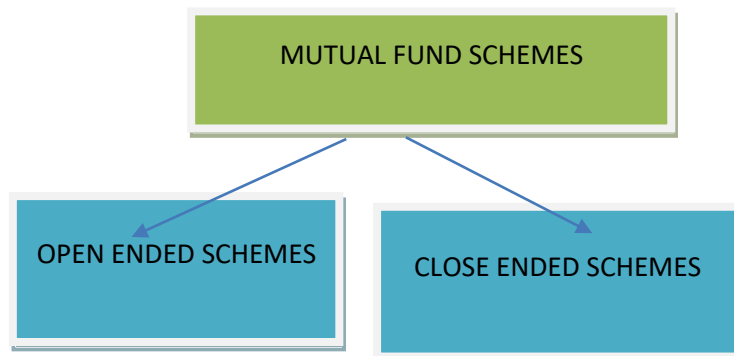 MUTUAL FUND SCHEMES
OPEN ENDED SCHEMES
CLOSE ENDED SCHEMES